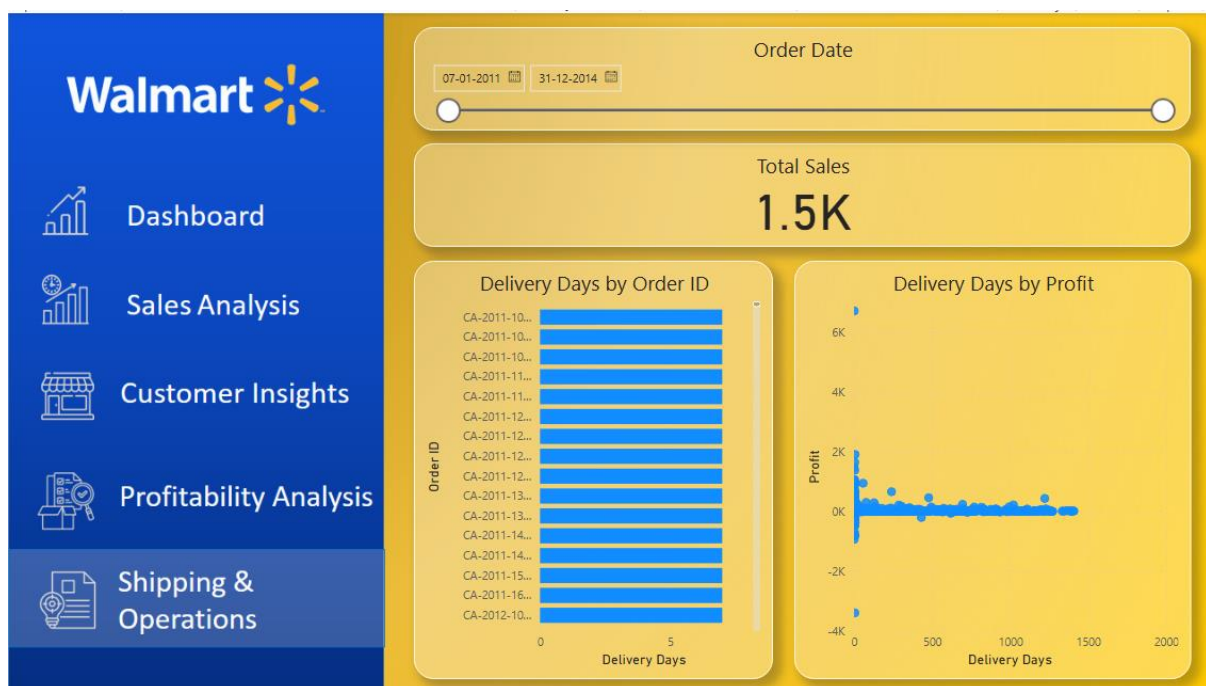 Walmart
Dashboard
Sales Analysis
Customer Insights
Profitability Analysis
Shipping &
Operations
Order Date
07-01-2011 31-12-2014
Total Sales
1.5K
Delivery Days by Order ID
Order ID
CA-2011-10...
CA-2011-10...
CA-2011-10...
CA-2011-11...
CA-2011-11...
CA-2011-12...
CA-2011-12...
CA-2011-12...
CA-2011-12...
CA-2011-13...
CA-2011-13...
CA-2011-14...
CA-2011-14...
CA-2011-15...
CA-2011-16...
CA-2012-10...
0 5
Delivery Days
Delivery Days by Profit
Profit
6K
4K
2K
0K
-2K
-4K
0 500 1000 1500 2000
Delivery Days